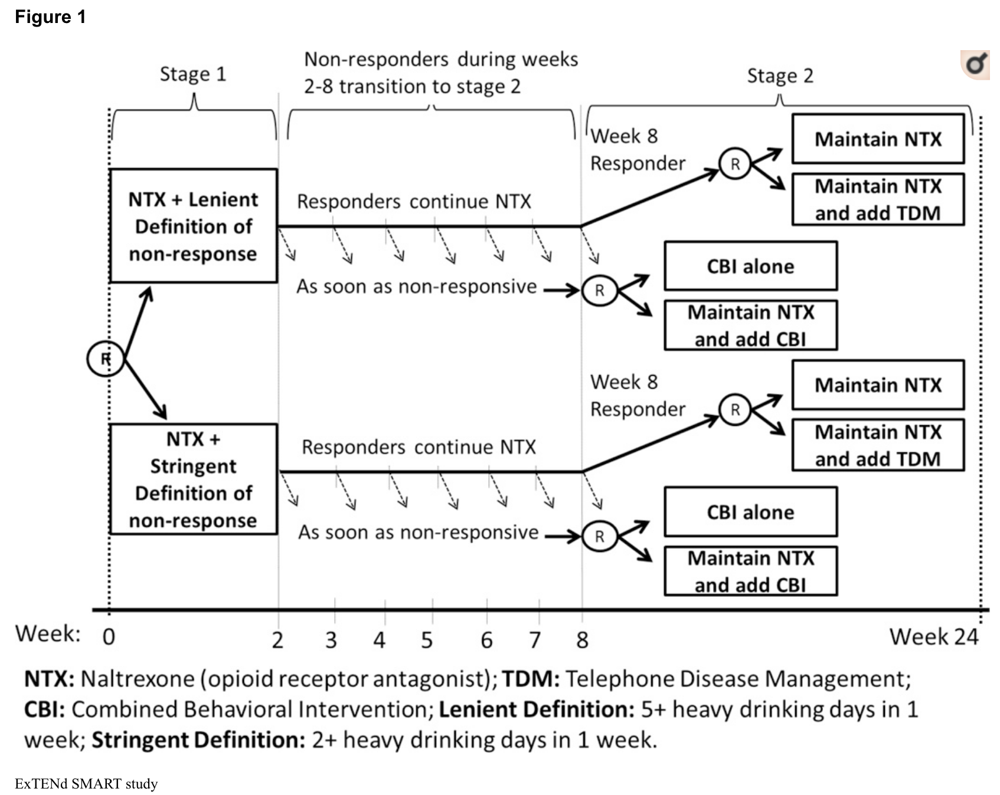 Figure 1
Stage 1
Non-responders during weeks
2-8 transition to stage 2
Stage 2
NTX + Lenient
Definition of
non-response
Responders continue NTX
As soon as non-responsive
Week 8
Responder
R
Maintain NTX
Maintain NTX
and add TDM
R
CBI alone
Maintain NTX
and add CBI
R
NTX +
Stringent
Definition of
non-response
Responders continue NTX
As soon as non-responsive
Week 8
Responder
R
Maintain NTX
Maintain NTX
and add TDM
R
CBI alone
Maintain NTX
and add CBI
Week: 0 2 3 4 5 6 7 8 Week 24
NTX: Naltrexone (opioid receptor antagonist); TDM: Telephone Disease Management;
CBI: Combined Behavioral Intervention; Lenient Definition: 5+ heavy drinking days in 1
week; Stringent Definition: 2+ heavy drinking days in 1 week.
ExTENd SMART study